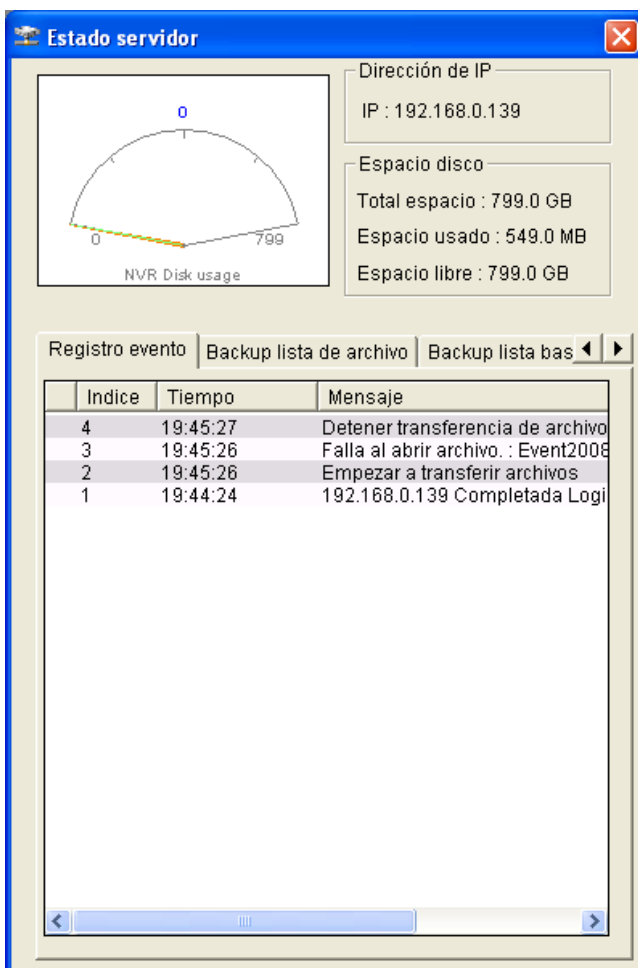 Estado servidor
0
0
799
NVR Disk usage
Dirección de IP
IP : 192.168.0.139
Espacio disco
Total espacio : 799.0 GB
Espacio usado : 549.0 MB
Espacio libre : 799.0 GB
Registro evento Backup lista de archivo Backup lista bas
Indice Tiempo Mensaje
4 19:45:27 Detener transferencia de archivo
3 19:45:26 Falla al abrir archivo. : Event2008
2 19:45:26 Empezar a transferir archivos
1 19:44:24 192.168.0.139 Completada Logi